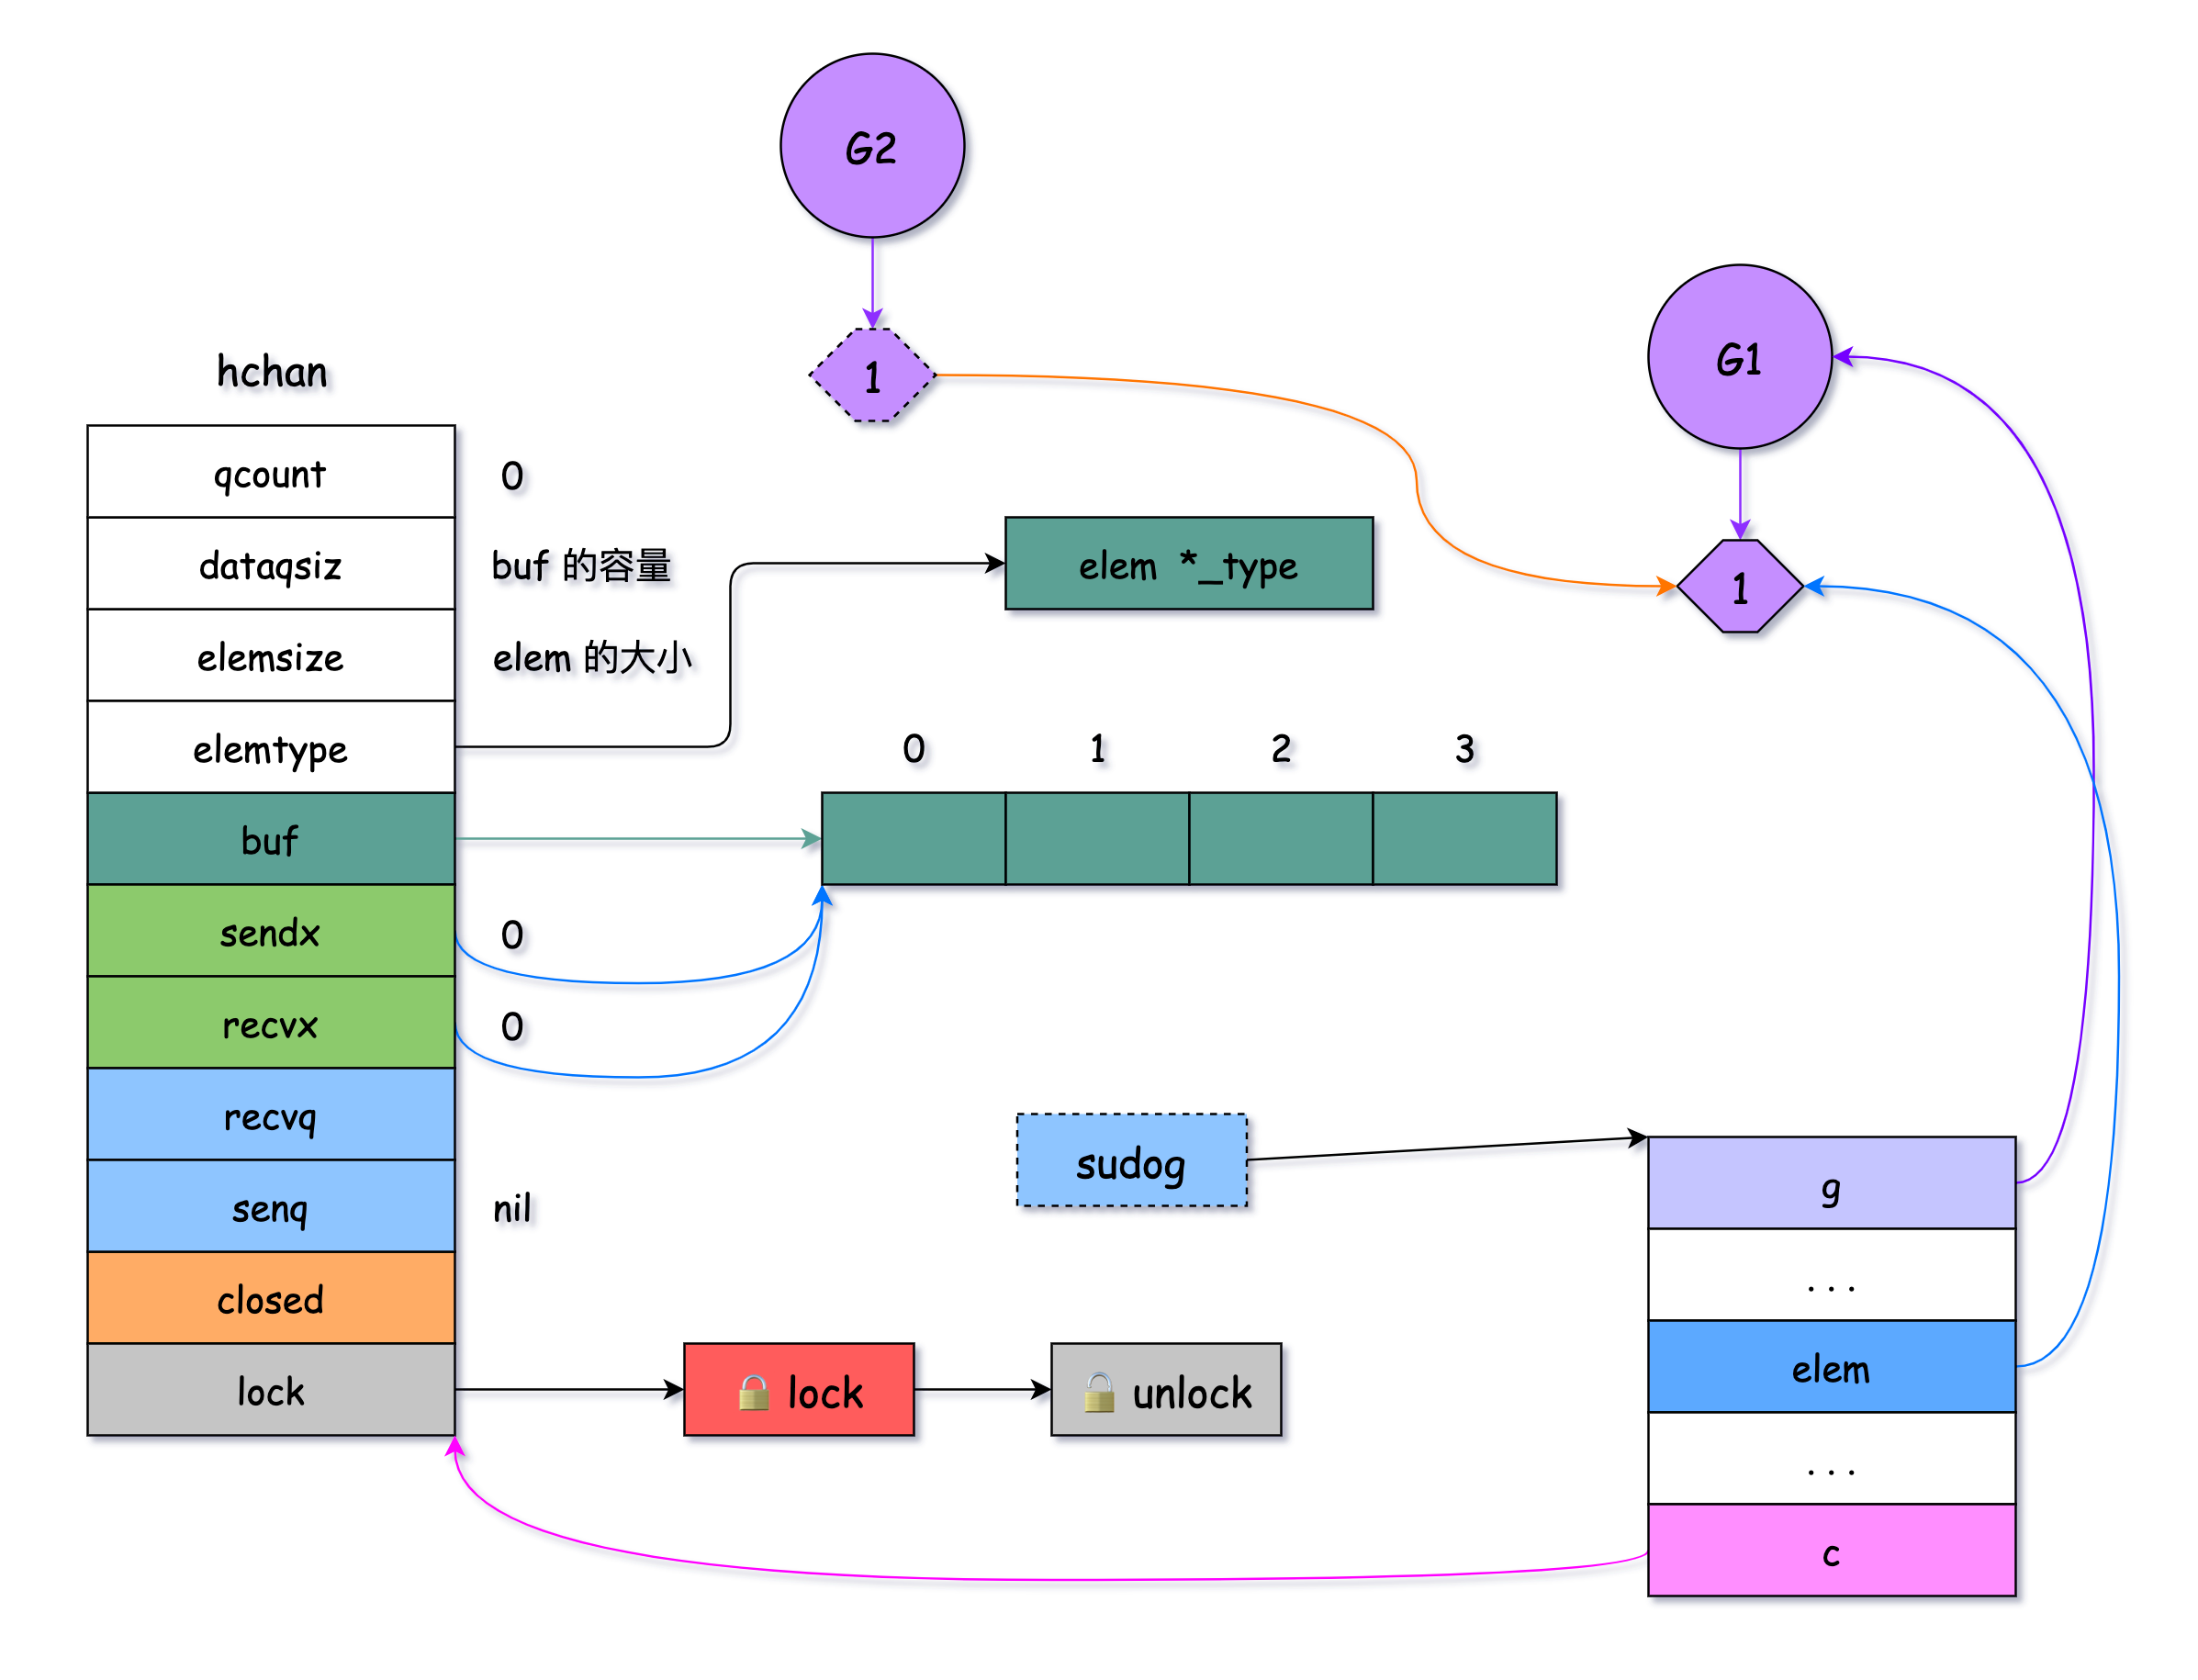 G2
1
G1
1
hchan
qcount
0
dataqsiz
buf 的容量
elemsize
elem 的大小
elemtype
elem *_type
buf
0 1 2 3
sendx
0
recvx
0
recvq
senq
nil
closed
lock
🔒 lock
🔓 unlock
sudog
g
...
elem
...
c